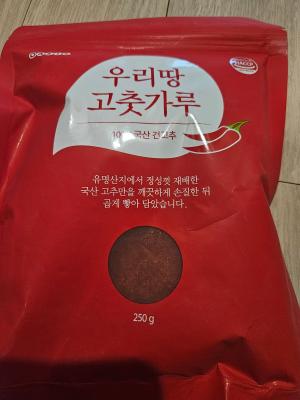 우리땅
고춧가루
HACCP
국산 건고추
유명산지에서 정성껏 재배한
국산 고추만을 깨끗하게 손질한 뒤
곱게 빻아 담았습니다.
250 g